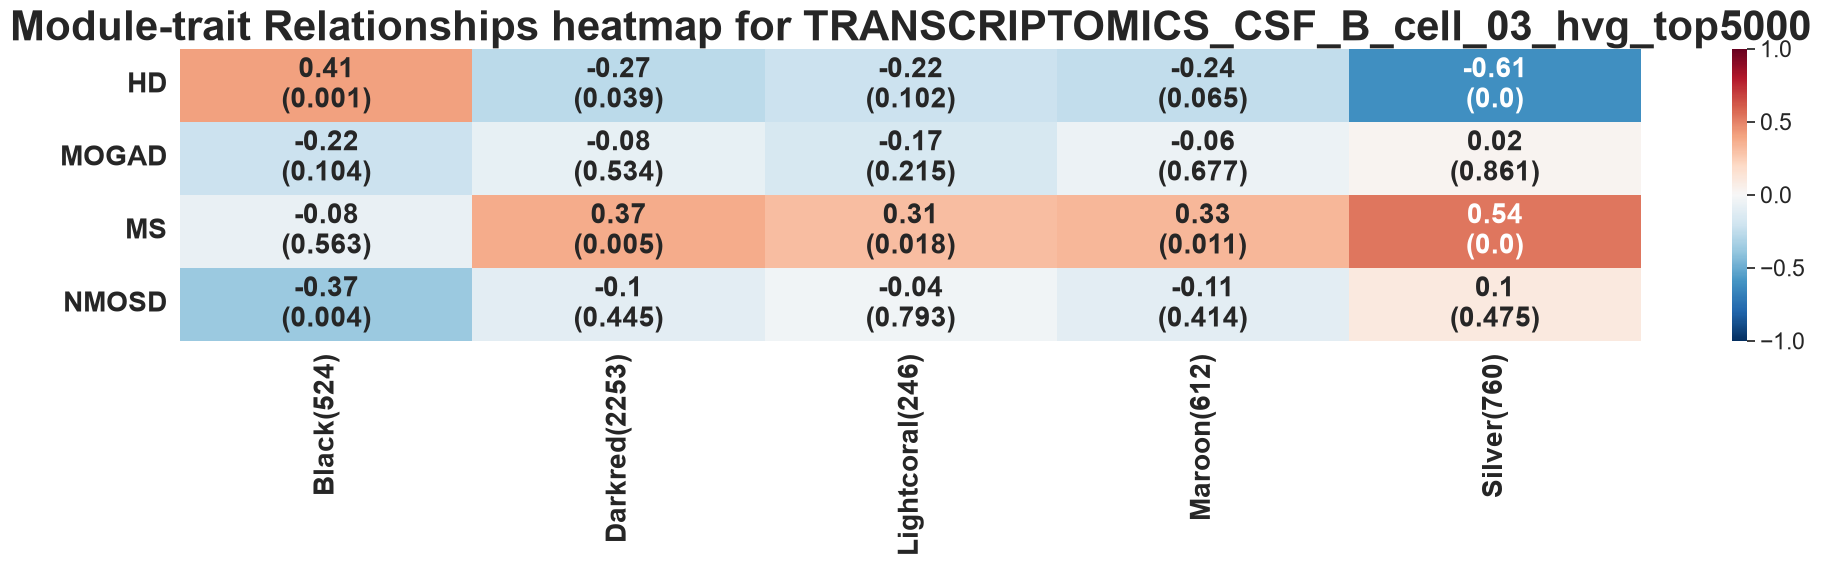 Module-trait Relationships heatmap for TRANSCRIPTOMICS_CSF_B_cell_03_hvg_top5000
HD
0.41 -0.27 -0.22 -0.24 -0.61
(0.001) (0.039) (0.102) (0.065) (0.0)
MOGAD
-0.22 -0.08 -0.17 -0.06 0.02
(0.104) (0.534) (0.215) (0.677) (0.861)
MS
-0.08 0.37 0.31 0.33 0.54
(0.563) (0.005) (0.018) (0.011) (0.0)
NMOSD
-0.37 -0.1 -0.04 -0.11 0.1
(0.004) (0.445) (0.793) (0.414) (0.475)
Black(524)
Darkred(2253)
Lightcoral(246)
Maroon(612)
Silver(760)
1.0
0.5
0.0
−0.5
−1.0